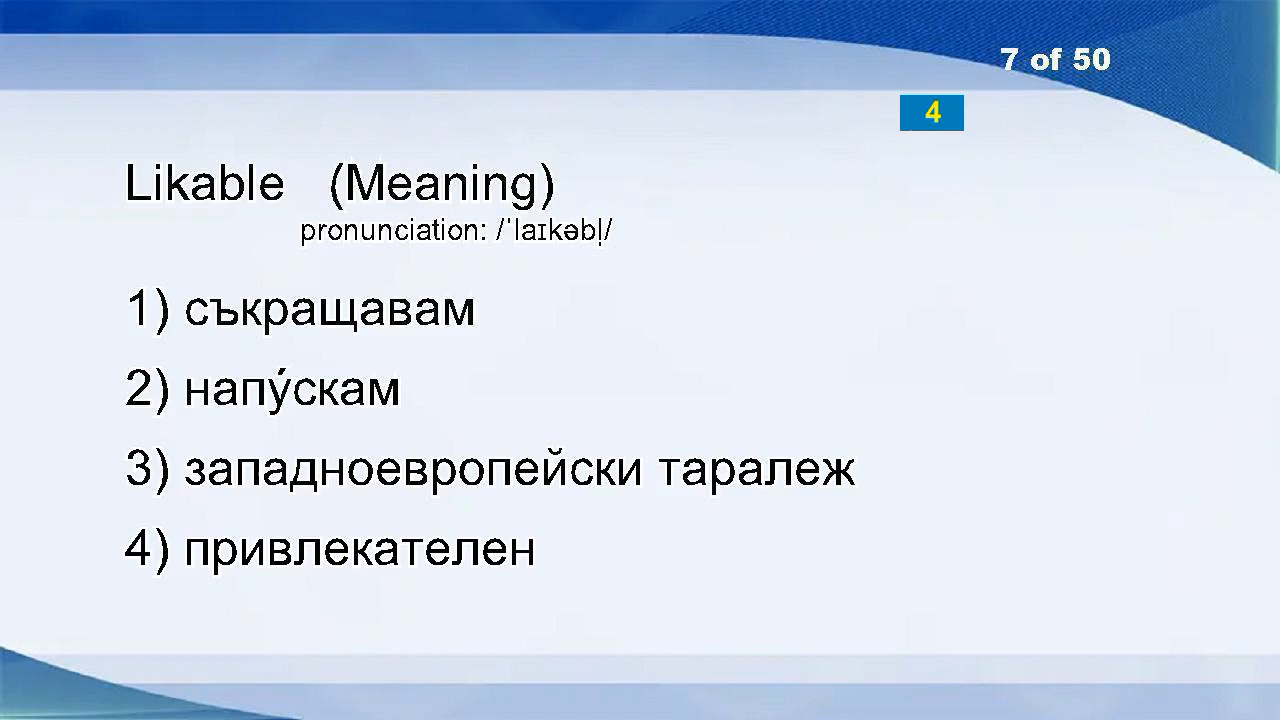 7 of 50
4
Likable (Meaning)
pronunciation: /ˈlaɪkəbl̩/
1) съкращавам
2) напу́скам
3) западноевропейски таралеж
4) привлекателен